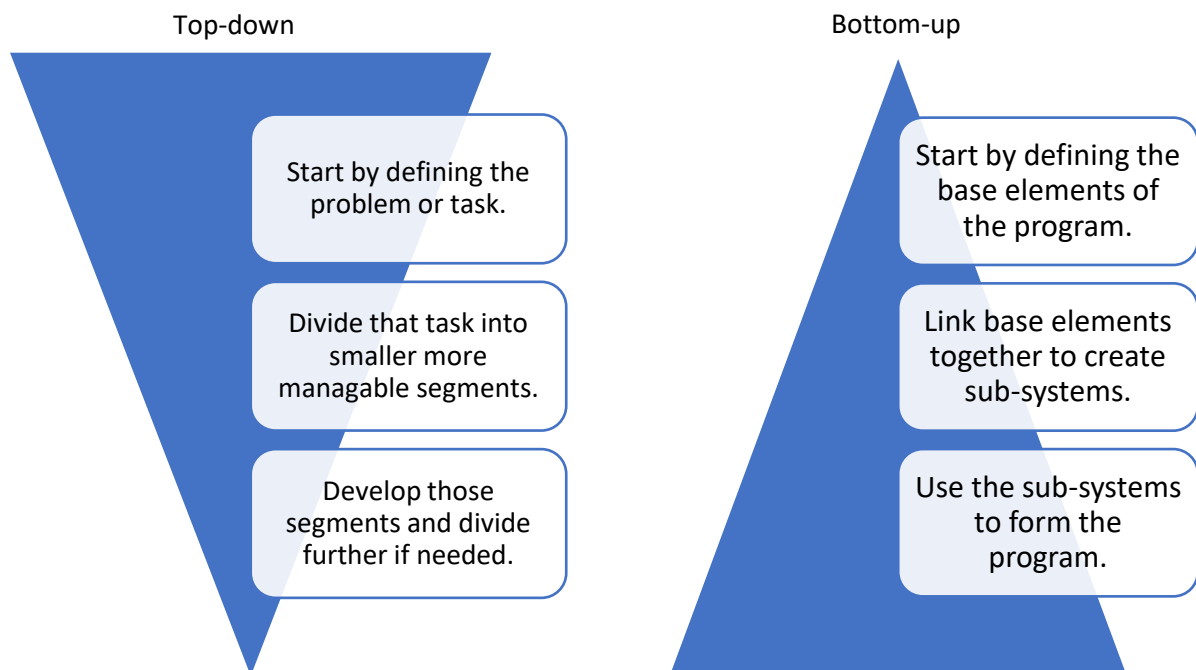 Top-down
Start by defining the
problem or task.
Divide that task into
smaller more
managable segments.
Develop those
segments and divide
further if needed.
Bottom-up
Start by defining the
base elements of
the program.
Link base elements
together to create
sub-systems.
Use the sub-systems
to form the
program.